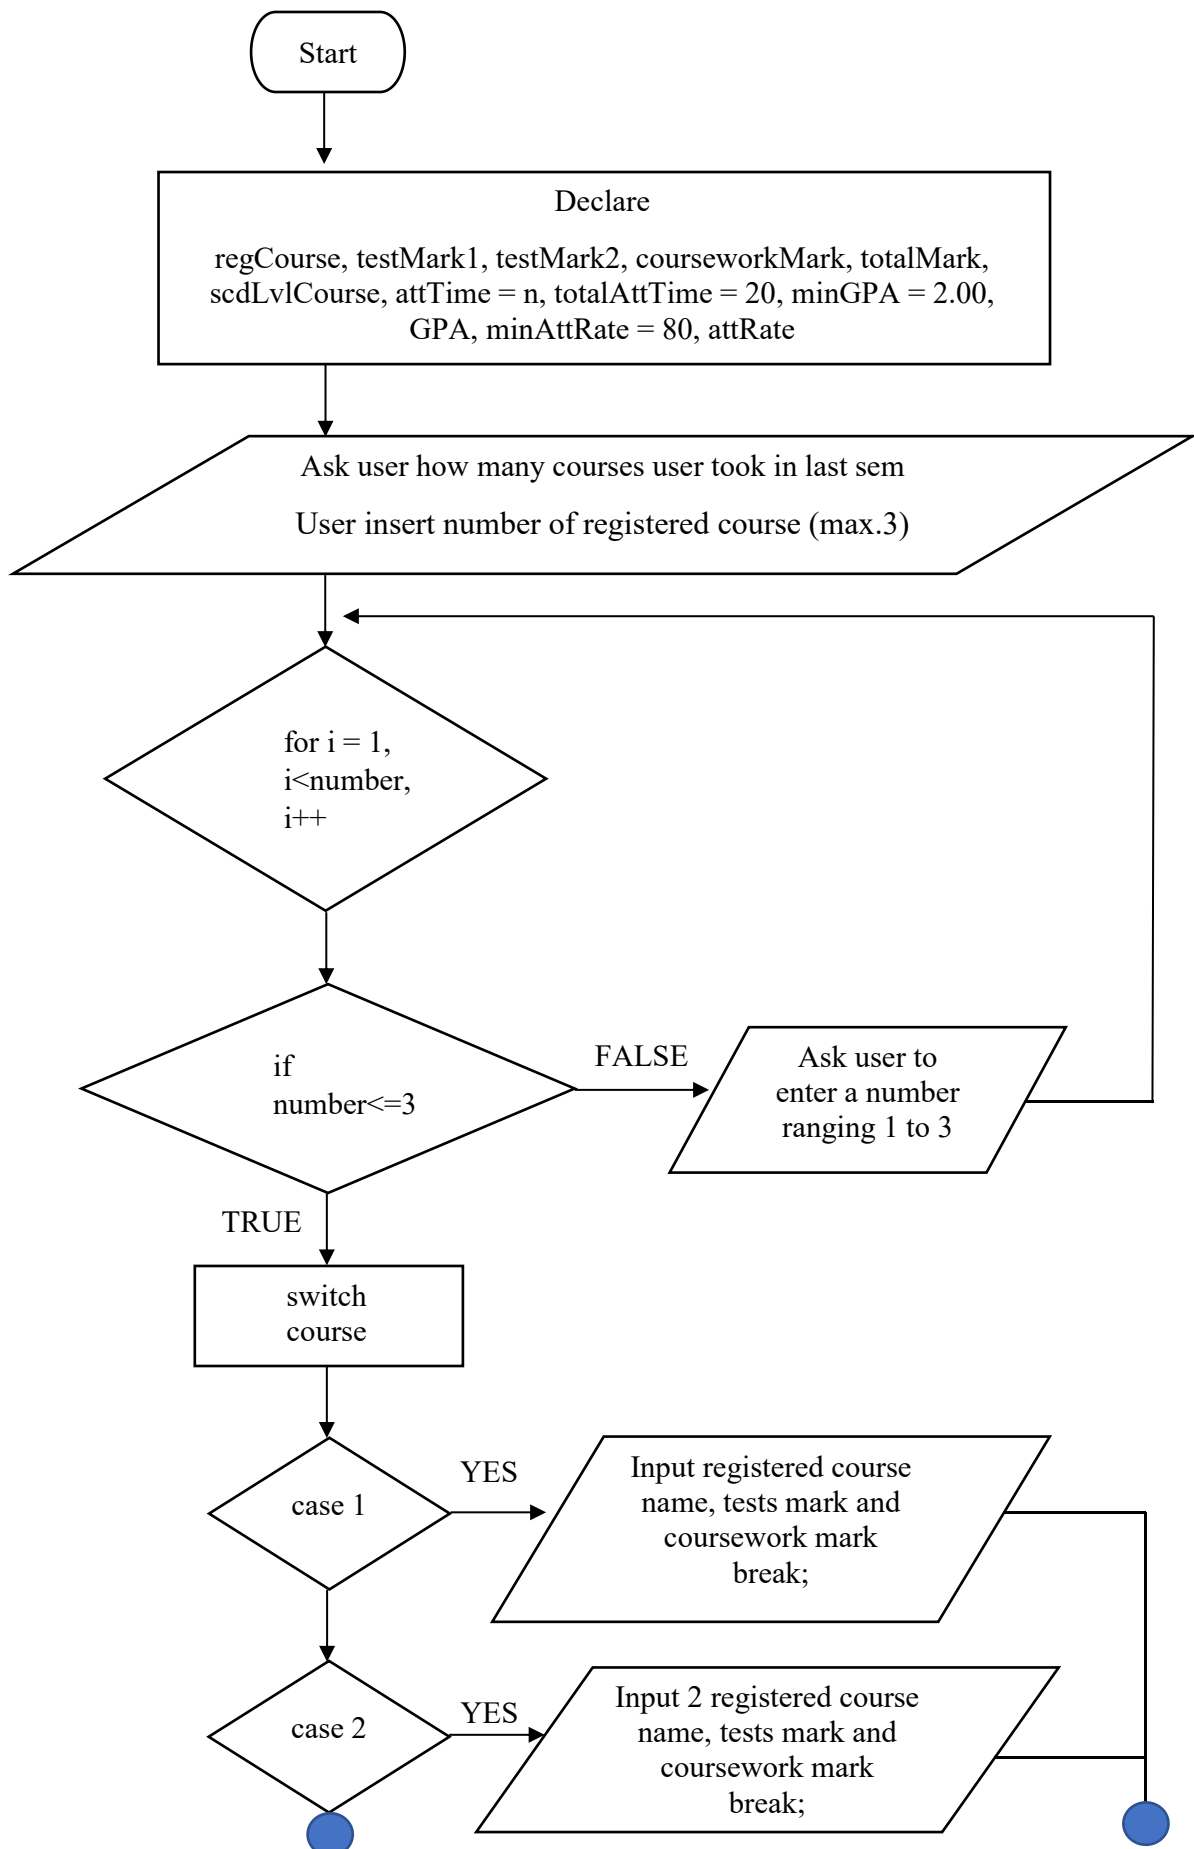 Start
Declare
regCourse, testMark1, testMark2, courseworkMark, totalMark,
scdLvlCourse, attTime = n, totalAttTime = 20, minGPA = 2.00,
GPA, minAttRate = 80, attRate
Ask user how many courses user took in last sem
User insert number of registered course (max.3)
for i = 1,
i<number,
i++
if
number<=3
FALSE
Ask user to
enter a number
ranging 1 to 3
TRUE
switch
course
case 1
YES
Input registered course
name, tests mark and
coursework mark
break;
case 2
YES
Input 2 registered course
name, tests mark and
coursework mark
break;